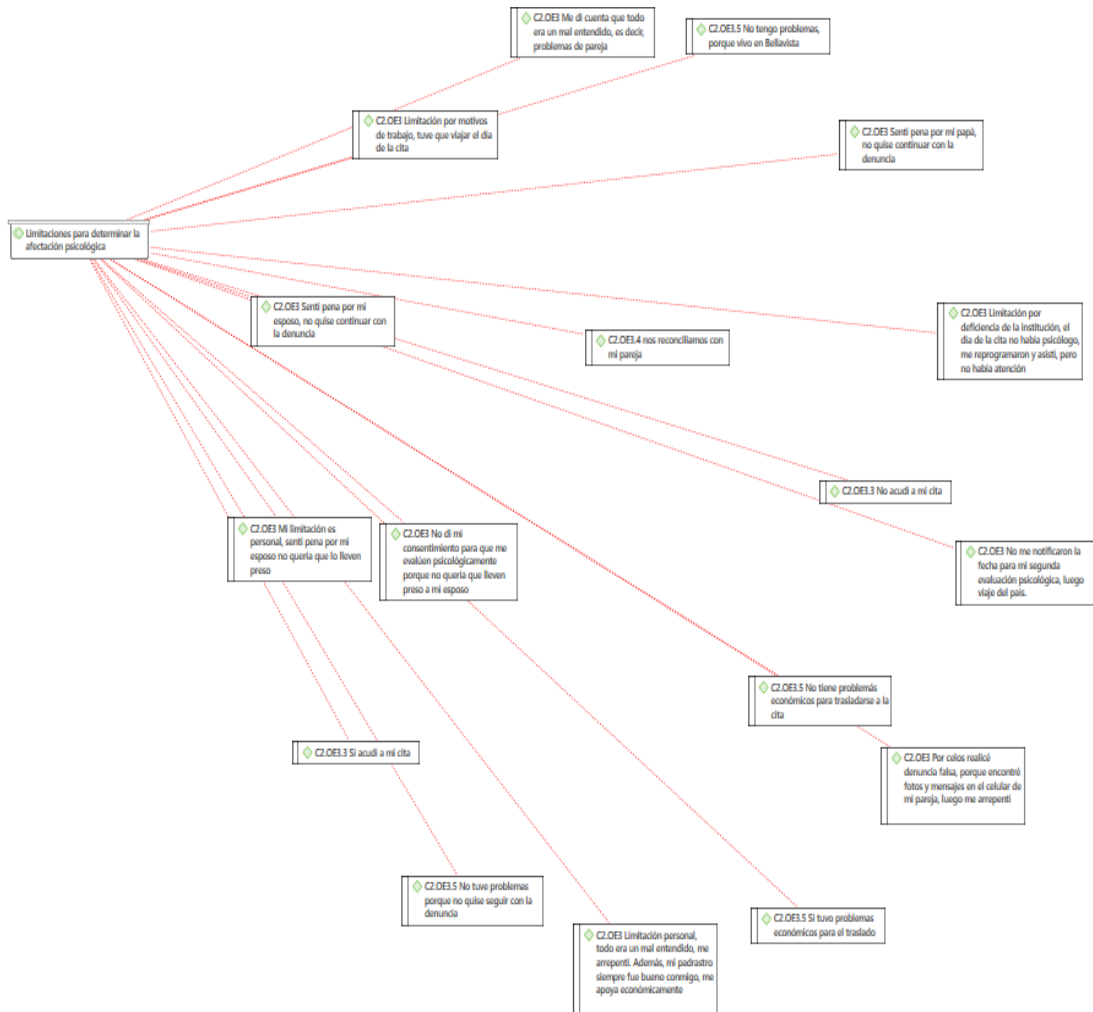 C2.OE3 Me di cuenta que todo
era un mal entendido, es decir,
problemas de pareja
C2.OE3.5 No tengo problemas,
porque vivo en Bellavista
C2.OE3 Limitación por motivos
de trabajo, tuve que viajar el día
de la cita
C2.OE3 Sentí pena por mi papá,
no quise continuar con la
denuncia
Limitaciones para determinar la
afectación psicológica
C2.OE3 Sentí pena por mi
esposo, no quise continuar con
la denuncia
C2.OE3.4 nos reconciliamos con
mi pareja
C2.OE3 Limitación por
deficiencia de la institución, el
día de la cita no había psicólogo,
me reprogramaron y asistí, pero
no había atención
C2.OE3.3 No acudí a mi cita
C2.OE3 Mi limitación es
personal, sentí pena por mi
esposo no quería que lo lleven
preso
C2.OE3 No di mi
consentimiento para que me
evalúen psicológicamente
porque no quería que lleven
preso a mi esposo
C2.OE3 No me notificaron la
fecha para mi segunda
evaluación psicológica, luego
viaje del país.
C2.OE3.5 No tiene problemás
económicos para trasladarse a la
cita
C2.OE3.3 Si acudí a mi cita
C2.OE3 Por celos realicé
denuncia falsa, porque encontré
fotos y mensajes en el celular de
mi pareja, luego me arrepentí
C2.OE3.5 No tuve problemas
porque no quise seguir con la
denuncia
C2.OE3.5 Si tuvo problemas
económicos para el traslado
C2.OE3 Limitación personal,
todo era un mal entendido, me
arrepentí. Además, mi padrastro
siempre fue bueno conmigo, me
apoya económicamente